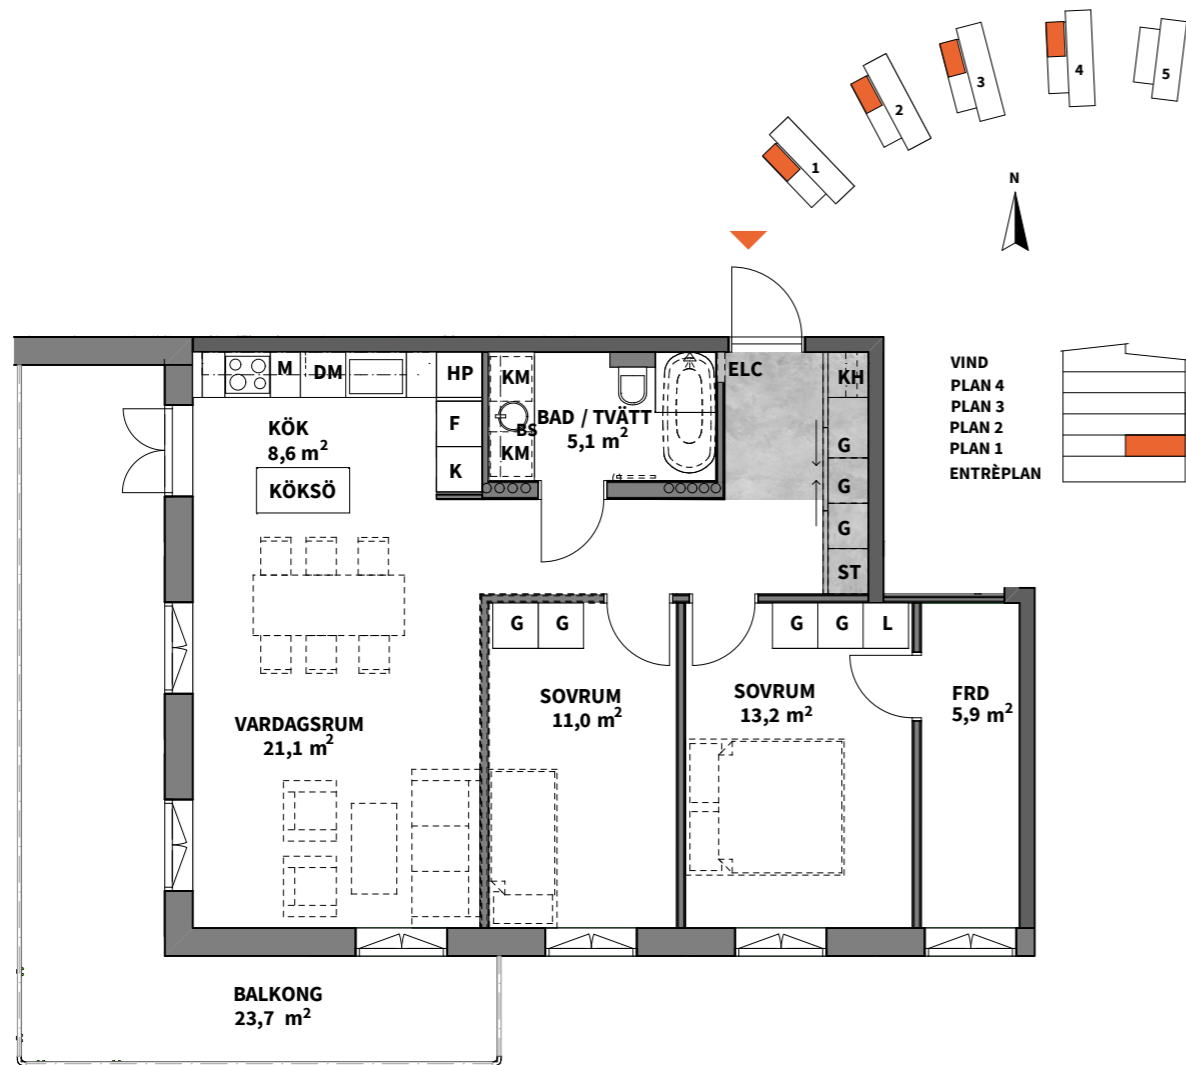 1
2
3
4
5
N
VIND
PLAN 4
PLAN 3
PLAN 2
PLAN 1
ENTRÈPLAN
M
DM
HP
F
K
KÖK
8,6 m²
KÖKSÖ
KM
BS
KM
BAD / TVÄTT
5,1 m²
ELC
KH
G
G
G
ST
G G
G G L
SOVRUM
11,0 m²
SOVRUM
13,2 m²
FRD
5,9 m²
VARDAGSRUM
21,1 m²
BALKONG
23,7 m²